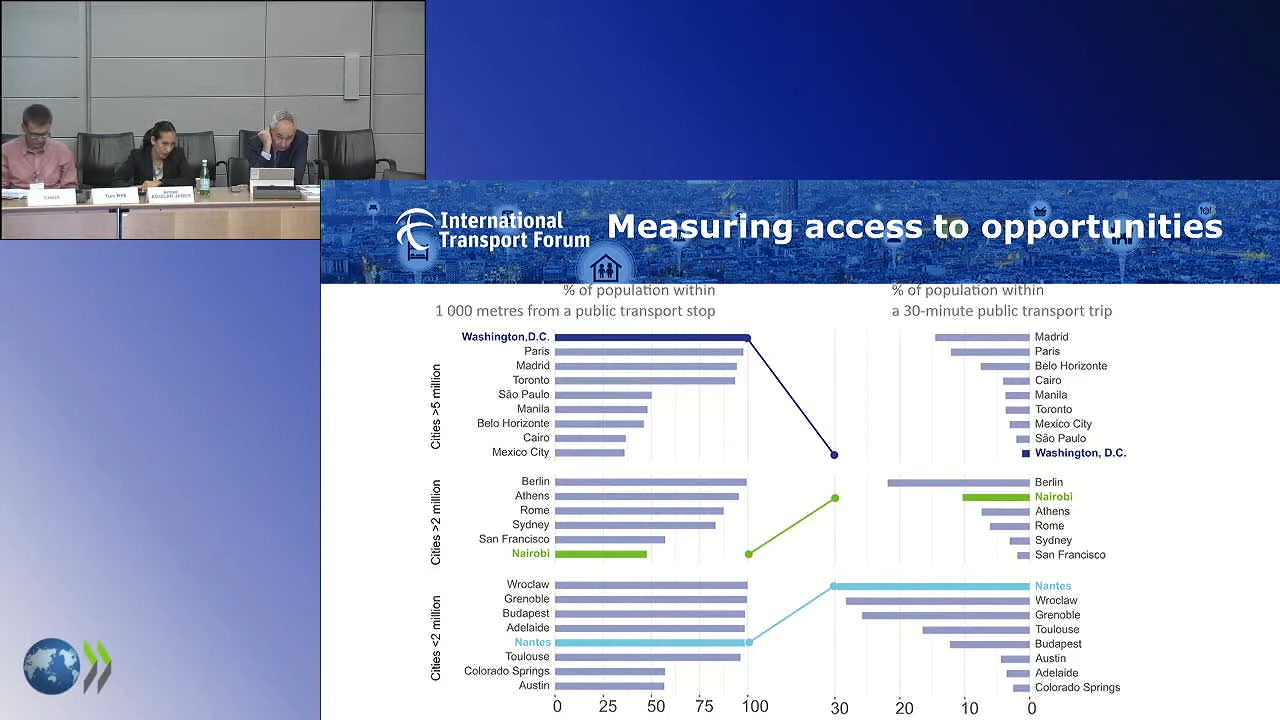 Tom RYE
International
Transport Forum
Measuring access to opportunities
% of population within
1 000 metres from a public transport stop
% of population within
a 30-minute public transport trip
Cities >5 million
Washington,D.C.
Paris
Madrid
Toronto
São Paulo
Manila
Belo Horizonte
Cairo
Mexico City
Madrid
Paris
Belo Horizonte
Cairo
Manila
Toronto
Mexico City
São Paulo
Washington, D.C.
Cities >2 million
Berlin
Athens
Rome
Sydney
San Francisco
Nairobi
Berlin
Nairobi
Athens
Rome
Sydney
San Francisco
Cities <2 million
Wroclaw
Grenoble
Budapest
Adelaide
Nantes
Toulouse
Colorado Springs
Austin
Nantes
Wroclaw
Grenoble
Toulouse
Budapest
Austin
Adelaide
Colorado Springs
0 25 50 75 100
30 20 10 0